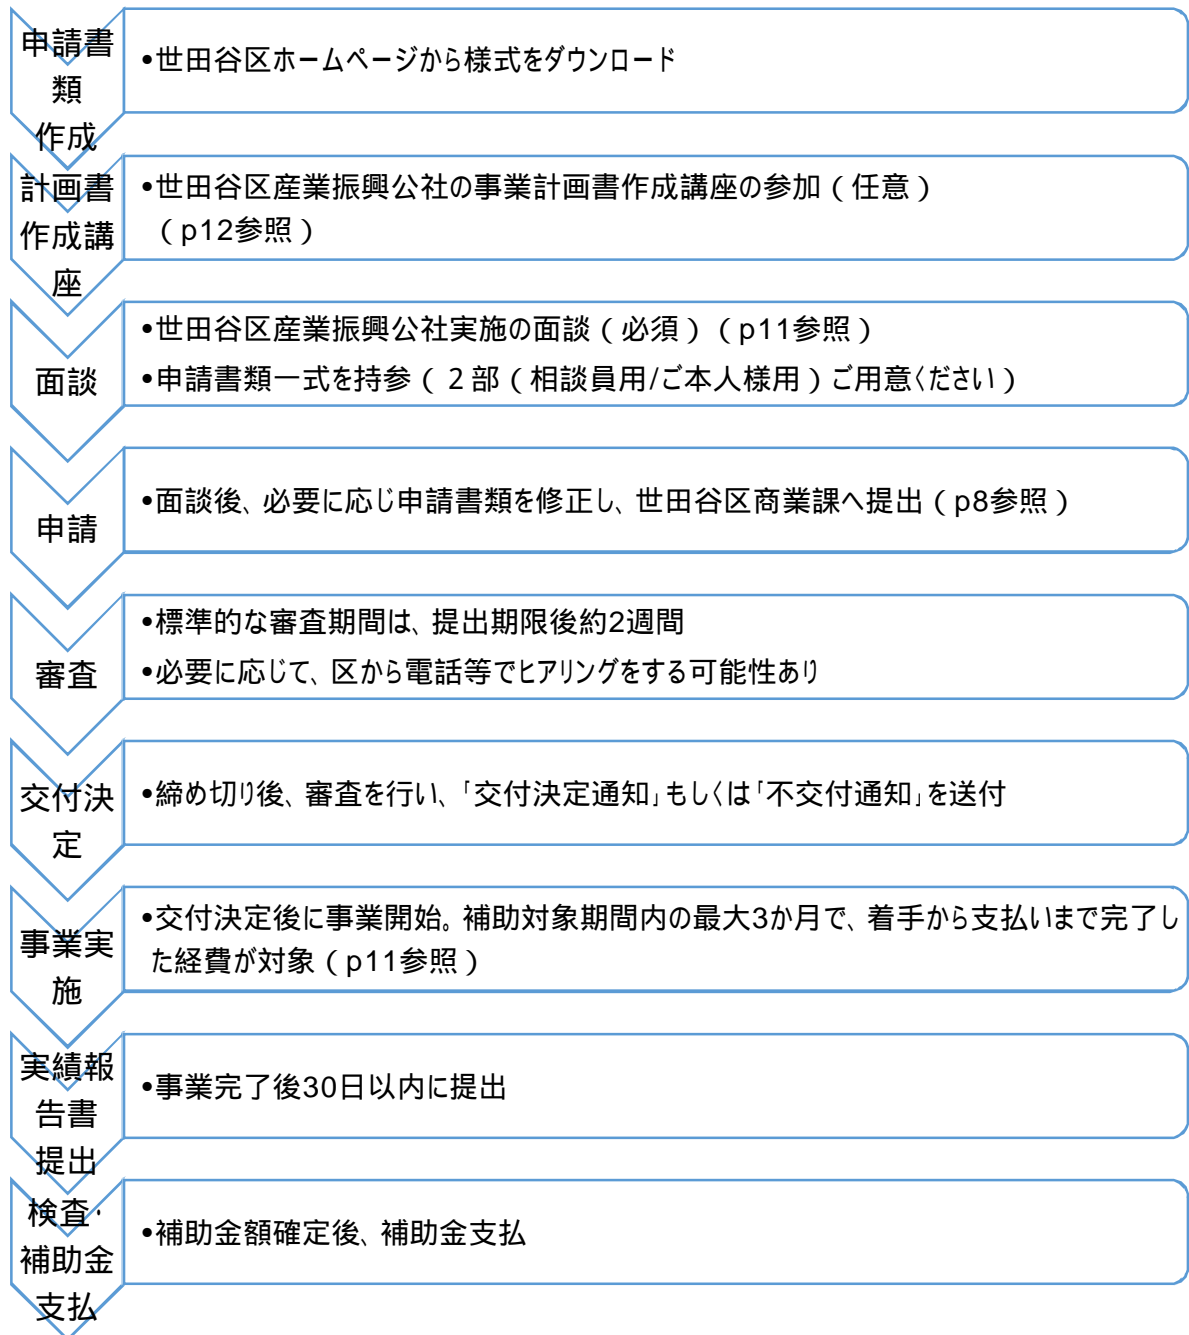 申請書
類
作成
•世田谷区ホームページから様式をダウンロード
計画書
作成講
座
•世田谷区産業振興公社の事業計画書作成講座の参加（任意）
（p12参照）
面談
•世田谷区産業振興公社実施の面談（必須）（p11参照）
•申請書類一式を持参（２部（相談員用/ご本人様用）ご用意ください）
申請
•面談後、必要に応じ申請書類を修正し、世田谷区商業課へ提出（p8参照）
審査
•標準的な審査期間は、提出期限後約2週間
•必要に応じて、区から電話等でヒアリングをする可能性あり
交付決
定
•締め切り後、審査を行い、「交付決定通知」もしくは「不交付通知」を送付
事業実
施
•交付決定後に事業開始。補助対象期間内の最大3か月で、着手から支払いまで完了し
た経費が対象（p11参照）
実績報
告書
提出
•事業完了後30日以内に提出
検査・
補助金
支払
•補助金額確定後、補助金支払